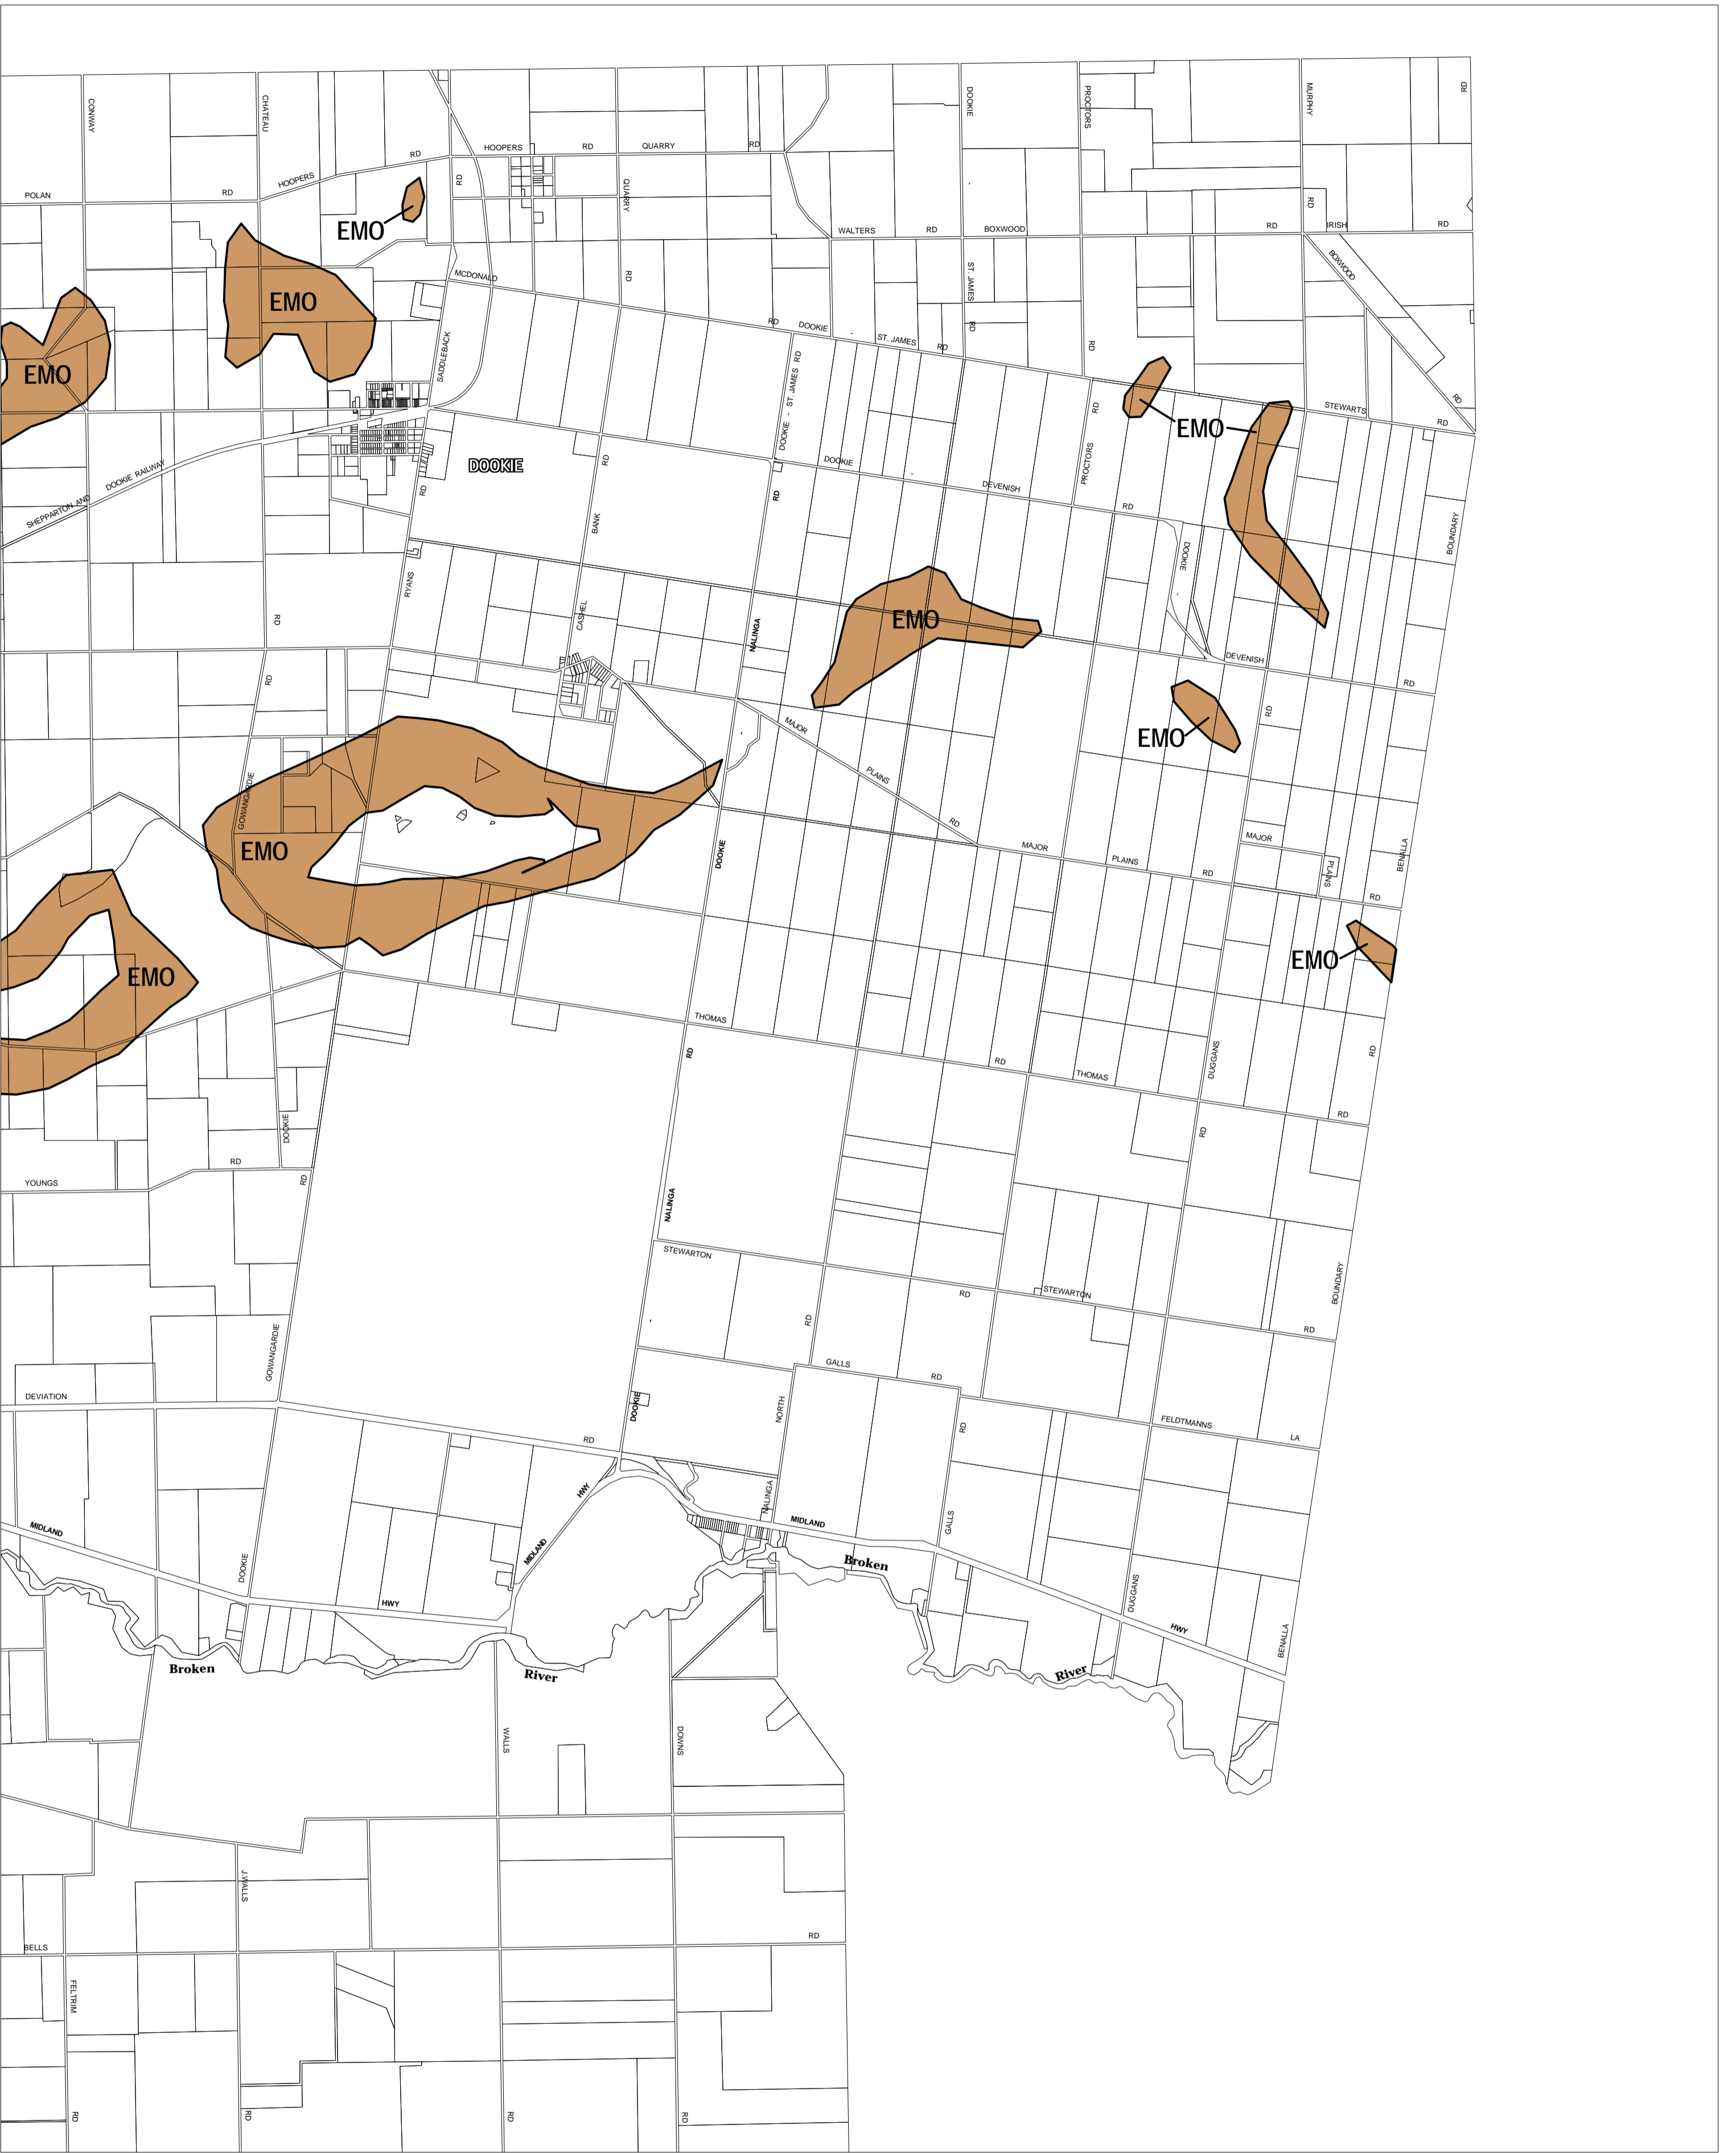 CONWAY
CHATEAU
DOOKIE
PROCTORS
MURPHY
RD
HOOPERS
RD
QUARRY
RD
RD
HOOPERS
RD
QUARRY
POLAN
RD
RD
EMO
WALTERS
RD
BOXWOOD
RD
IRISH
RD
BOXWOOD
MCDONALD
RD
ST. JAMES
EMO
RD
DOOKIE
ST. JAMES
RD
RD
RD
SADDLEBACK
EMO
DOOKIE - ST. JAMES RD
RD
STEWARTS
RD
RD
EMO
DOOKIE
RD
DOOKIE
DEVENISH
PROCTORS
RD
SHEPPARTON AND DOOKIE RAILWAY
RD
RD
BANK
BOUNDARY
DOOKIE
RYANS
CASHEL
RD
NALINGA
EMO
DEVENISH
RD
RD
RD
EMO
MAJOR
PLAINS
RD
GOWANGARDIE
EMO
DOOKIE
MAJOR
PLAINS
RD
MAJOR
PLAINS
RD
BENALLA
EMO
EMO
THOMAS
RD
RD
THOMAS
RD
DUGGANS
RD
DOOKIE
RD
YOUNGS
RD
RD
NALINGA
STEWARTON
RD
STEWARTON
RD
BOUNDARY
GOWANGARDIE
RD
GALLS
RD
DEVIATION
RD
DOOKIE
NORTH
RD
FELDTMANNS
LA
HWY
NALINGA
MIDLAND
MIDLAND
MIDLAND
GALLS
DOOKIE
Broken
HWY
DUGGANS
HWY
BENALLA
Broken
River
River
WALLS
DOWNS
J.WALLS
BELLS
RD
FELTRIM
RD
RD
RD
RD